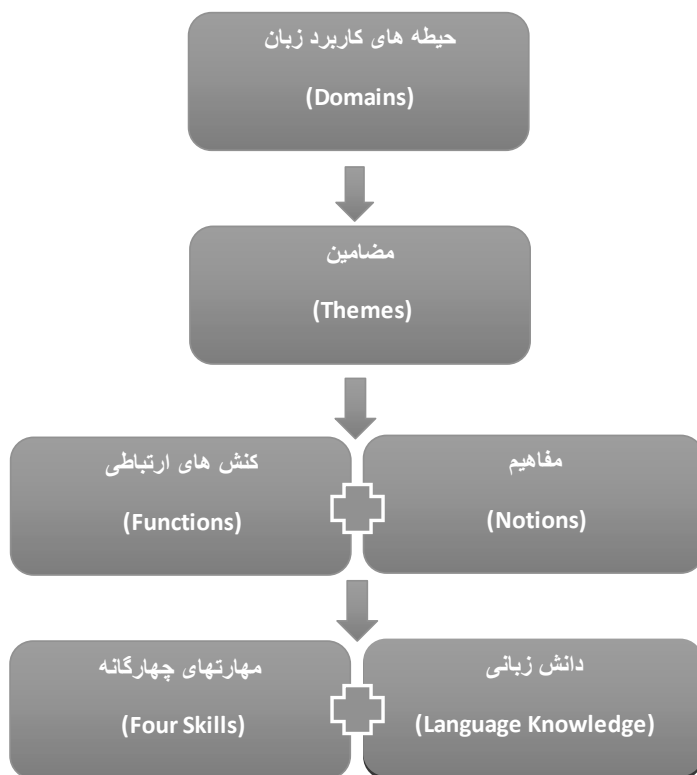 حیطه های کاربرد زبان
(Domains)
مضامین
(Themes)
مفاهیم
(Notions)
کنش های ارتباطی
(Functions)
دانش زبانی
(Language Knowledge)
مهارتهای چهارگانه
(Four Skills)